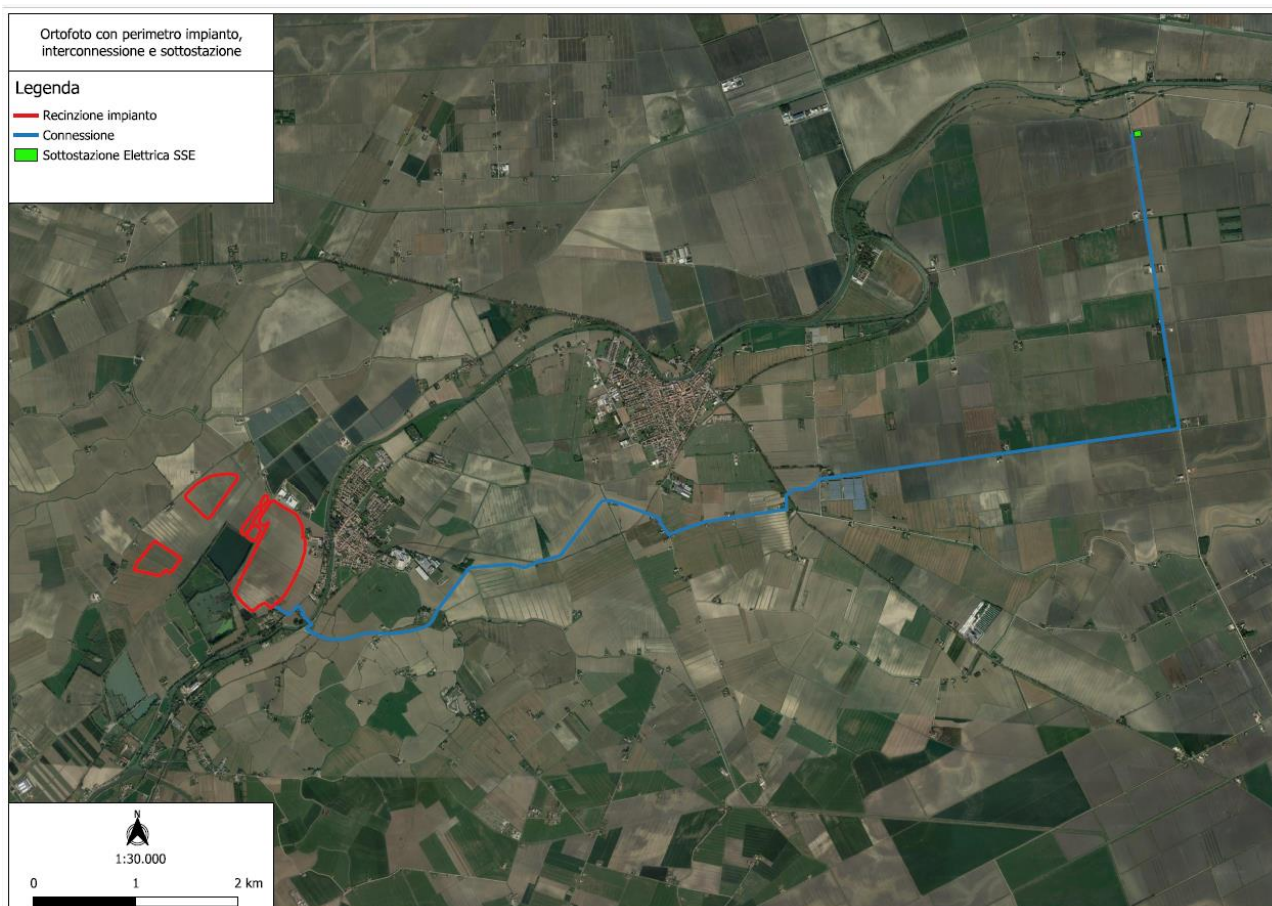 Ortofoto con perimetro impianto,
interconnessione e sottostazione
Legenda
Recinzione impianto
Connessione
Sottostazione Elettrica SSE
N
1:30.000
0 1 2 km